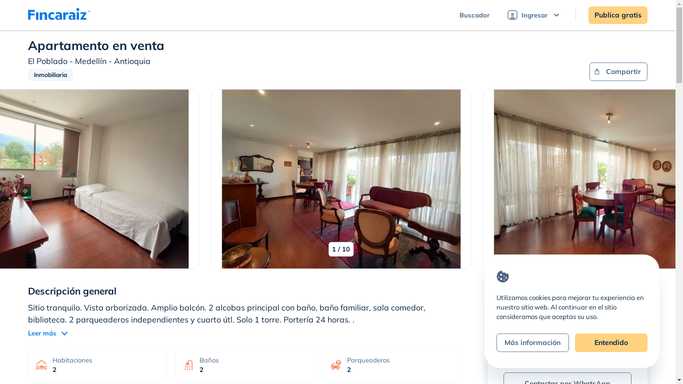 Fincaraiz
Buscador
Ingresar
Publica gratis
Apartamento en venta
El Poblado - Medellín - Antioquia
Inmobiliaria
Compartir
1 / 10
Descripción general
Sitio tranquilo. Vista arborizada. Amplio balcón. 2 alcobas principal con baño, baño familiar, sala comedor,
biblioteca. 2 parqueaderos independientes y cuarto útl. Solo 1 torre. Portería 24 horas. .
Leer más
Habitaciones
2
Baños
2
Parqueaderos
2
Utilizamos cookies para mejorar tu experiencia en
nuestro sitio web. Al continuar en el sitio
consideramos que aceptas su uso.
Más información
Entendido
Contactar por WhatsApp